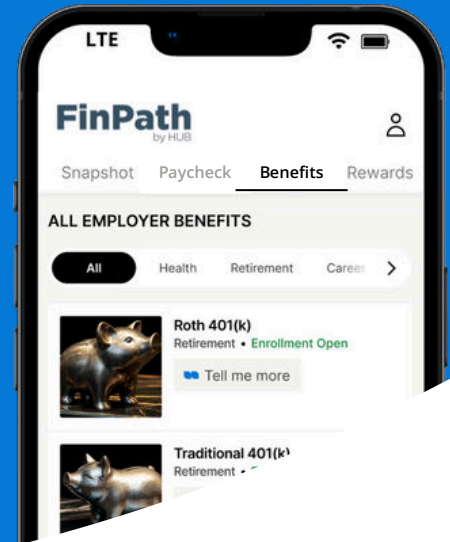 LTE
FinPath
by HUB
Snapshot Paycheck Benefits Rewards
ALL EMPLOYER BENEFITS
All Health Retirement Career
Roth 401(k)
Retirement • Enrollment Open
Tell me more
Traditional 401(k)
Retirement •